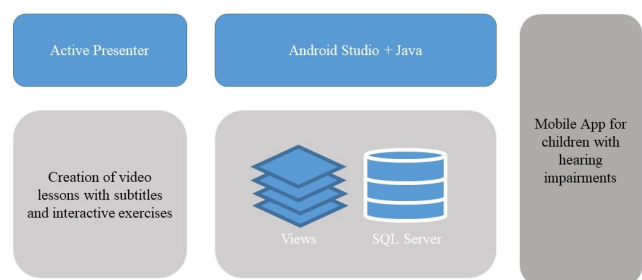 Active Presenter
Android Studio + Java
Creation of video
lessons with subtitles
and interactive exercises
Views
SQL Server
Mobile App for
children with
hearing
impairments